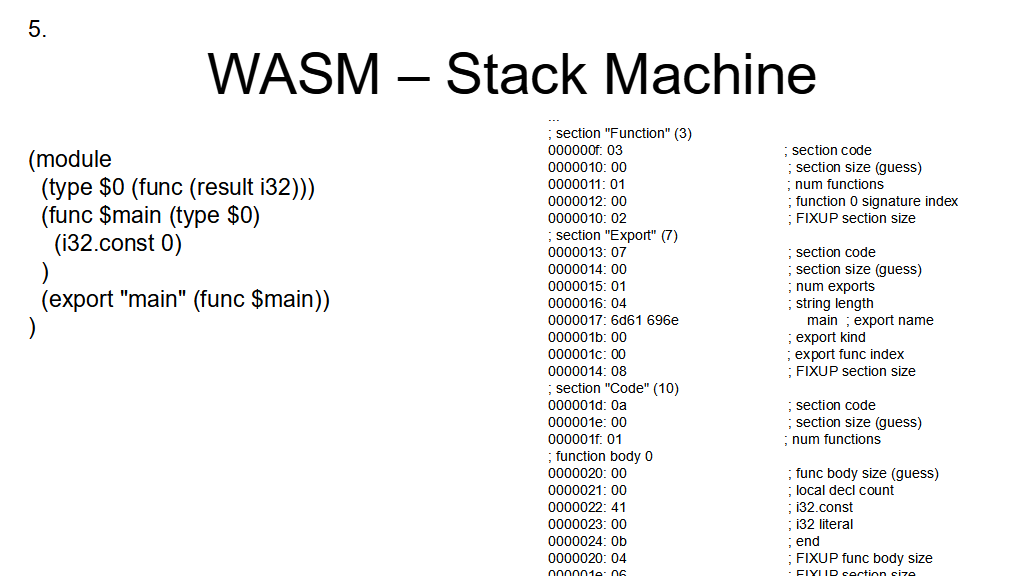 5.
WASM – Stack Machine
(module
(type $0 (func (result i32)))
(func $main (type $0)
(i32.const 0)
)
(export "main" (func $main))
)
...
; section "Function" (3)
000000f: 03 ; section code
0000010: 00 ; section size (guess)
0000011: 01 ; num functions
0000012: 00 ; function 0 signature index
0000010: 02 ; FIXUP section size
; section "Export" (7)
0000013: 07 ; section code
0000014: 00 ; section size (guess)
0000015: 01 ; num exports
0000016: 04 ; string length
0000017: 6d61 696e main ; export name
000001b: 00 ; export kind
000001c: 00 ; export func index
0000014: 08 ; FIXUP section size
; section "Code" (10)
000001d: 0a ; section code
000001e: 00 ; section size (guess)
000001f: 01 ; num functions
; function body 0
0000020: 00 ; func body size (guess)
0000021: 00 ; local decl count
0000022: 41 ; i32.const
0000023: 00 ; i32 literal
0000024: 0b ; end
0000020: 04 ; FIXUP func body size
000001e: 06 ; FIXUP section size